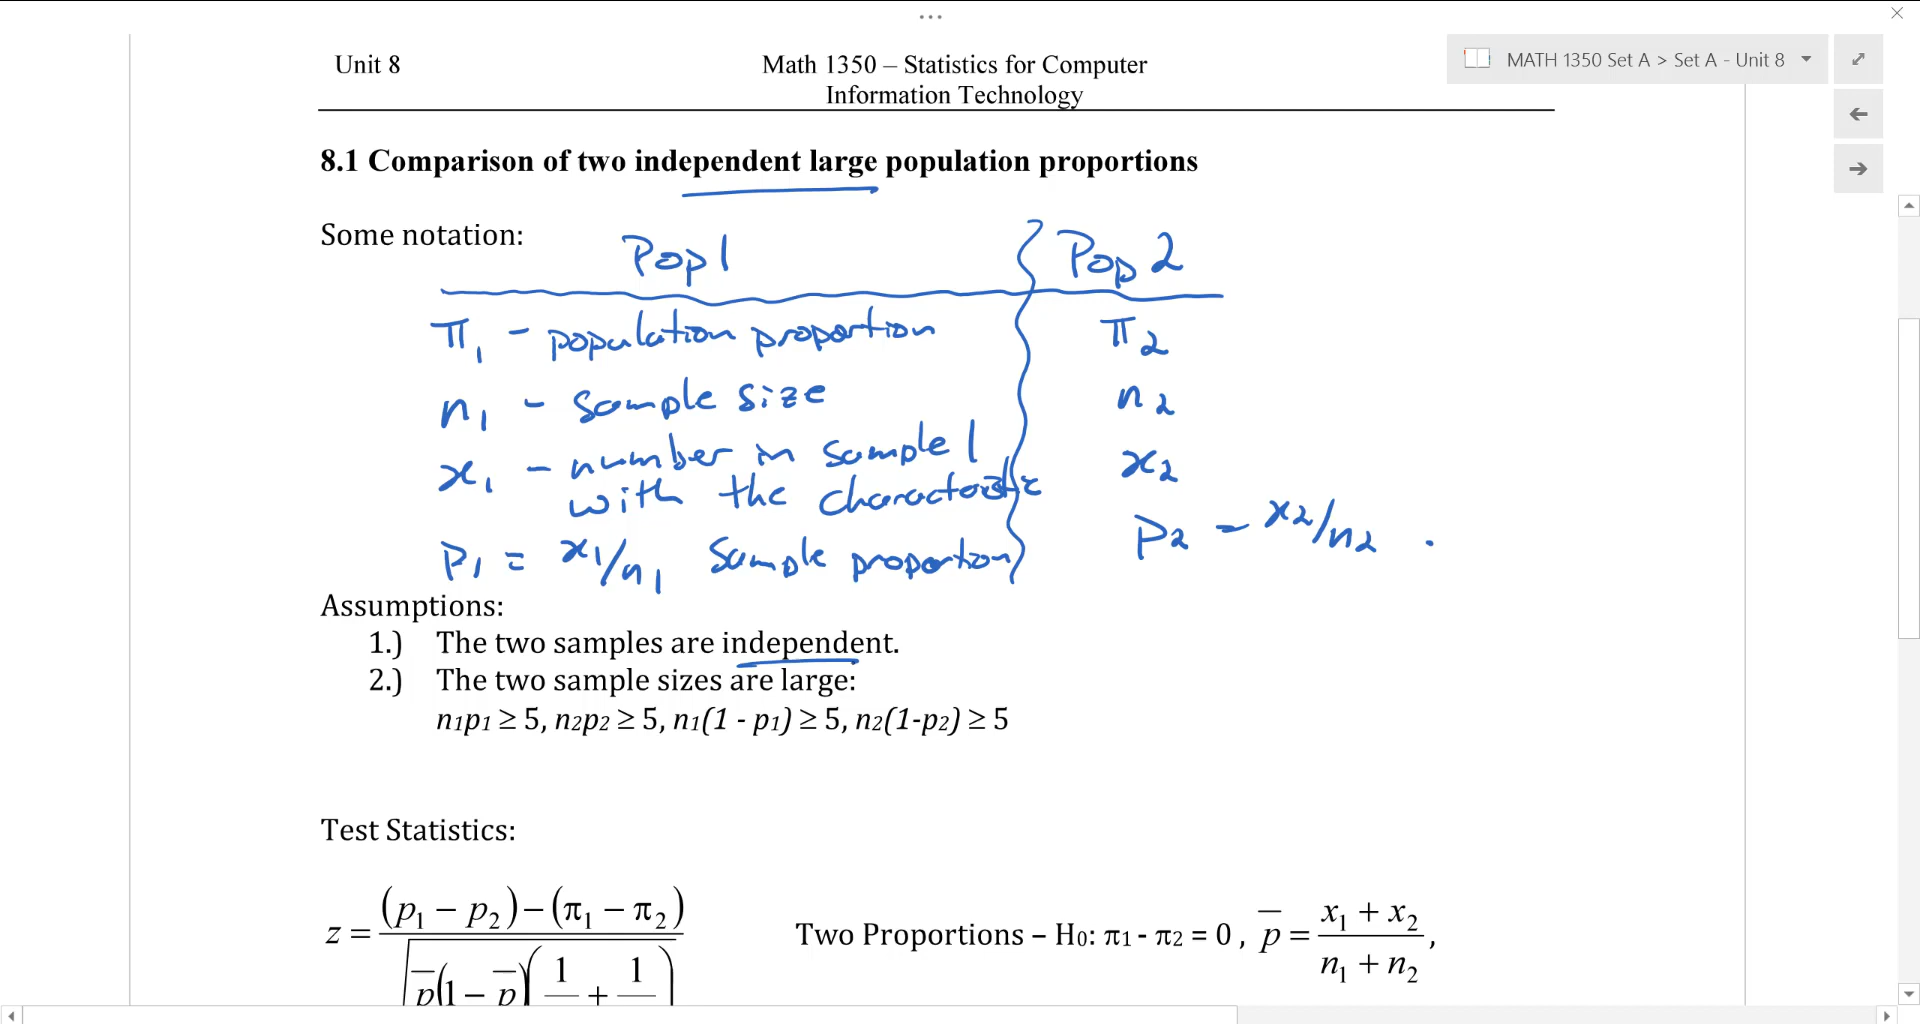 Unit 8
Math 1350 – Statistics for Computer
Information Technology
MATH 1350 Set A > Set A - Unit 8
8.1 Comparison of two independent large population proportions
Some notation:
Pop 1
Pop 2
π₁ - population proportion
π₂
n₁ - sample size
n₂
x₁ - number in sample 1
with the characteristic
x₂
p₁ = x₁/n₁ sample proportion
p₂ = x₂/n₂ .
Assumptions:
1.) The two samples are independent.
2.) The two sample sizes are large:
n₁p₁ ≥ 5, n₂p₂ ≥ 5, n₁(1 - p₁) ≥ 5, n₂(1-p₂) ≥ 5
Test Statistics:
z = (p₁ – p₂) – (π₁ – π₂)
p̄(1 – p̄)(1 + 1)
Two Proportions – H₀: π₁ - π₂ = 0 , p̄ = x₁ + x₂ / n₁ + n₂ ,